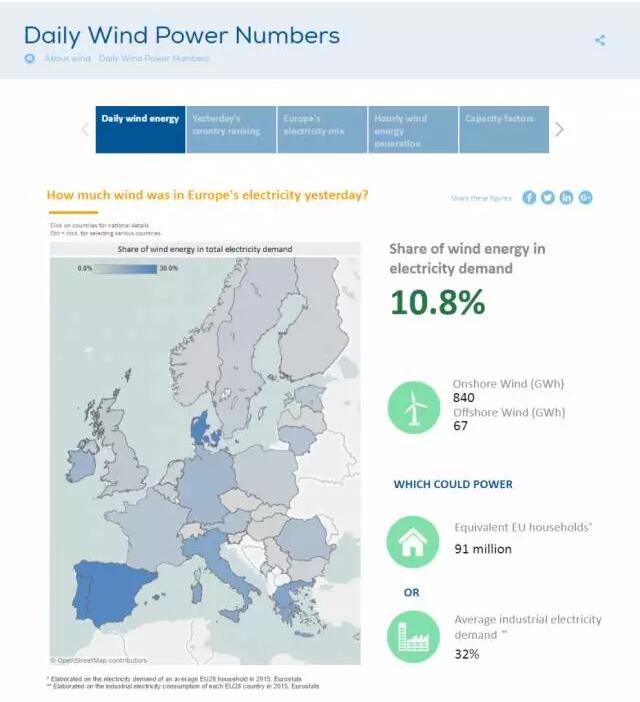 Daily Wind Power Numbers
About wind Daily Wind Power Numbers
Daily wind energy
Yesterday's
country ranking
Europe's
electricity mix
Hourly wind
energy
generation
Capacity factors
How much wind was in Europe's electricity yesterday?
Share these figures
Click on countries for national details
Ctrl + click for selecting various countries
Share of wind energy in total electricity demand
0.0% 30.0%
© OpenStreetMap contributors
Share of wind energy in
electricity demand
10.8%
Onshore Wind (GWh)
840
Offshore Wind (GWh)
67
WHICH COULD POWER
Equivalent EU households*
91 million
OR
Average industrial electricity
demand **
32%
* Elaborated on the electricity demand of an average EU28 household in 2015, Eurostats
** Elaborated on the industrial electricity consumption of each EU28 country in 2015, Eurostats